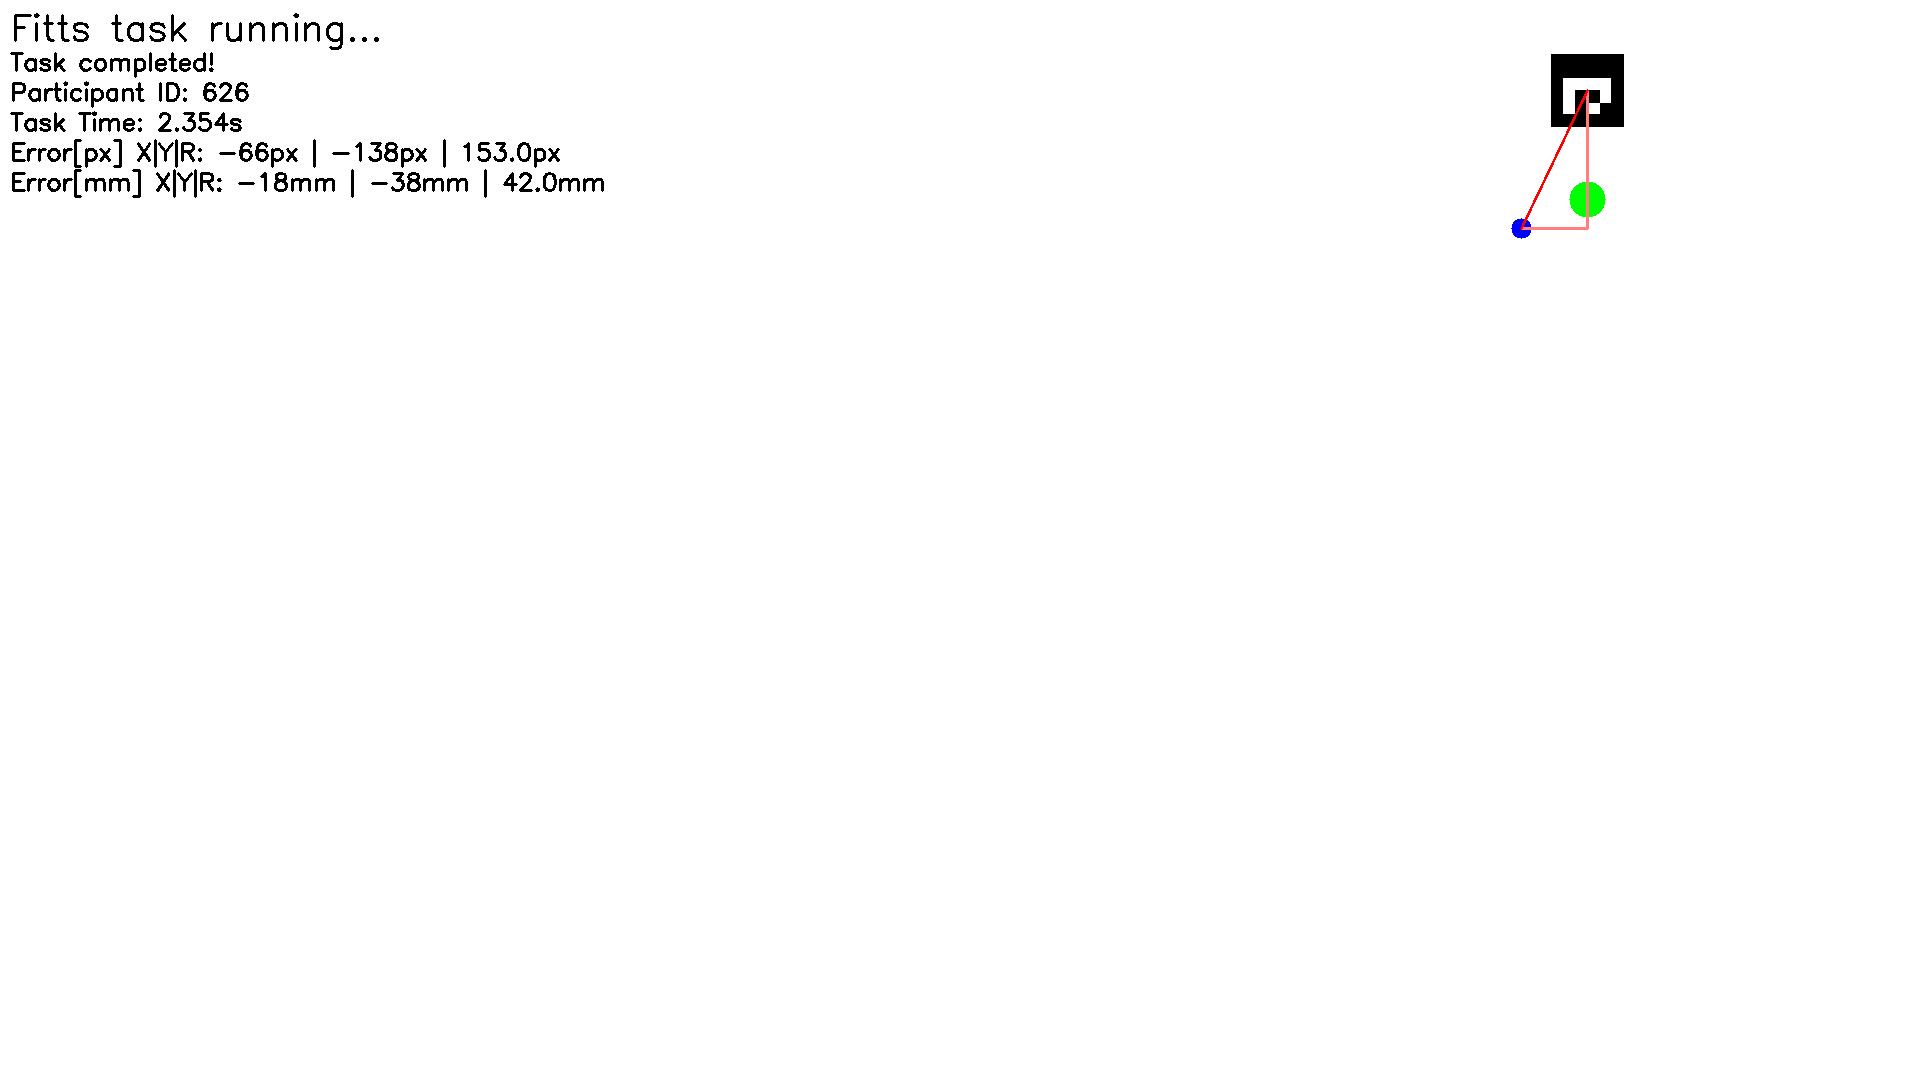 Fitts task running...
Task completed!
Participant ID: 626
Task Time: 2.354s
Error[px] X|Y|R: -66px | -138px | 153.0px
Error[mm] X|Y|R: -18mm | -38mm | 42.0mm